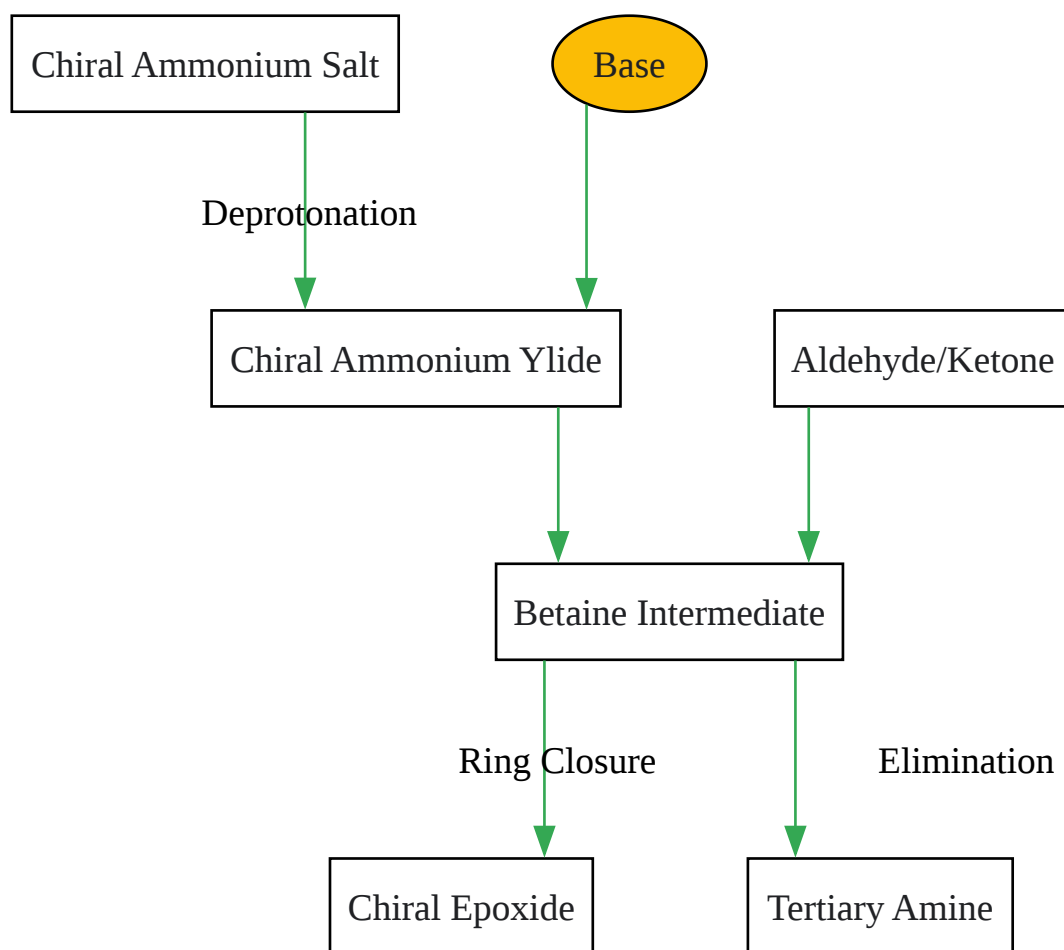 Chiral Ammonium Salt
Base
Deprotonation
Chiral Ammonium Ylide
Aldehyde/Ketone
Betaine Intermediate
Ring Closure
Elimination
Chiral Epoxide
Tertiary Amine